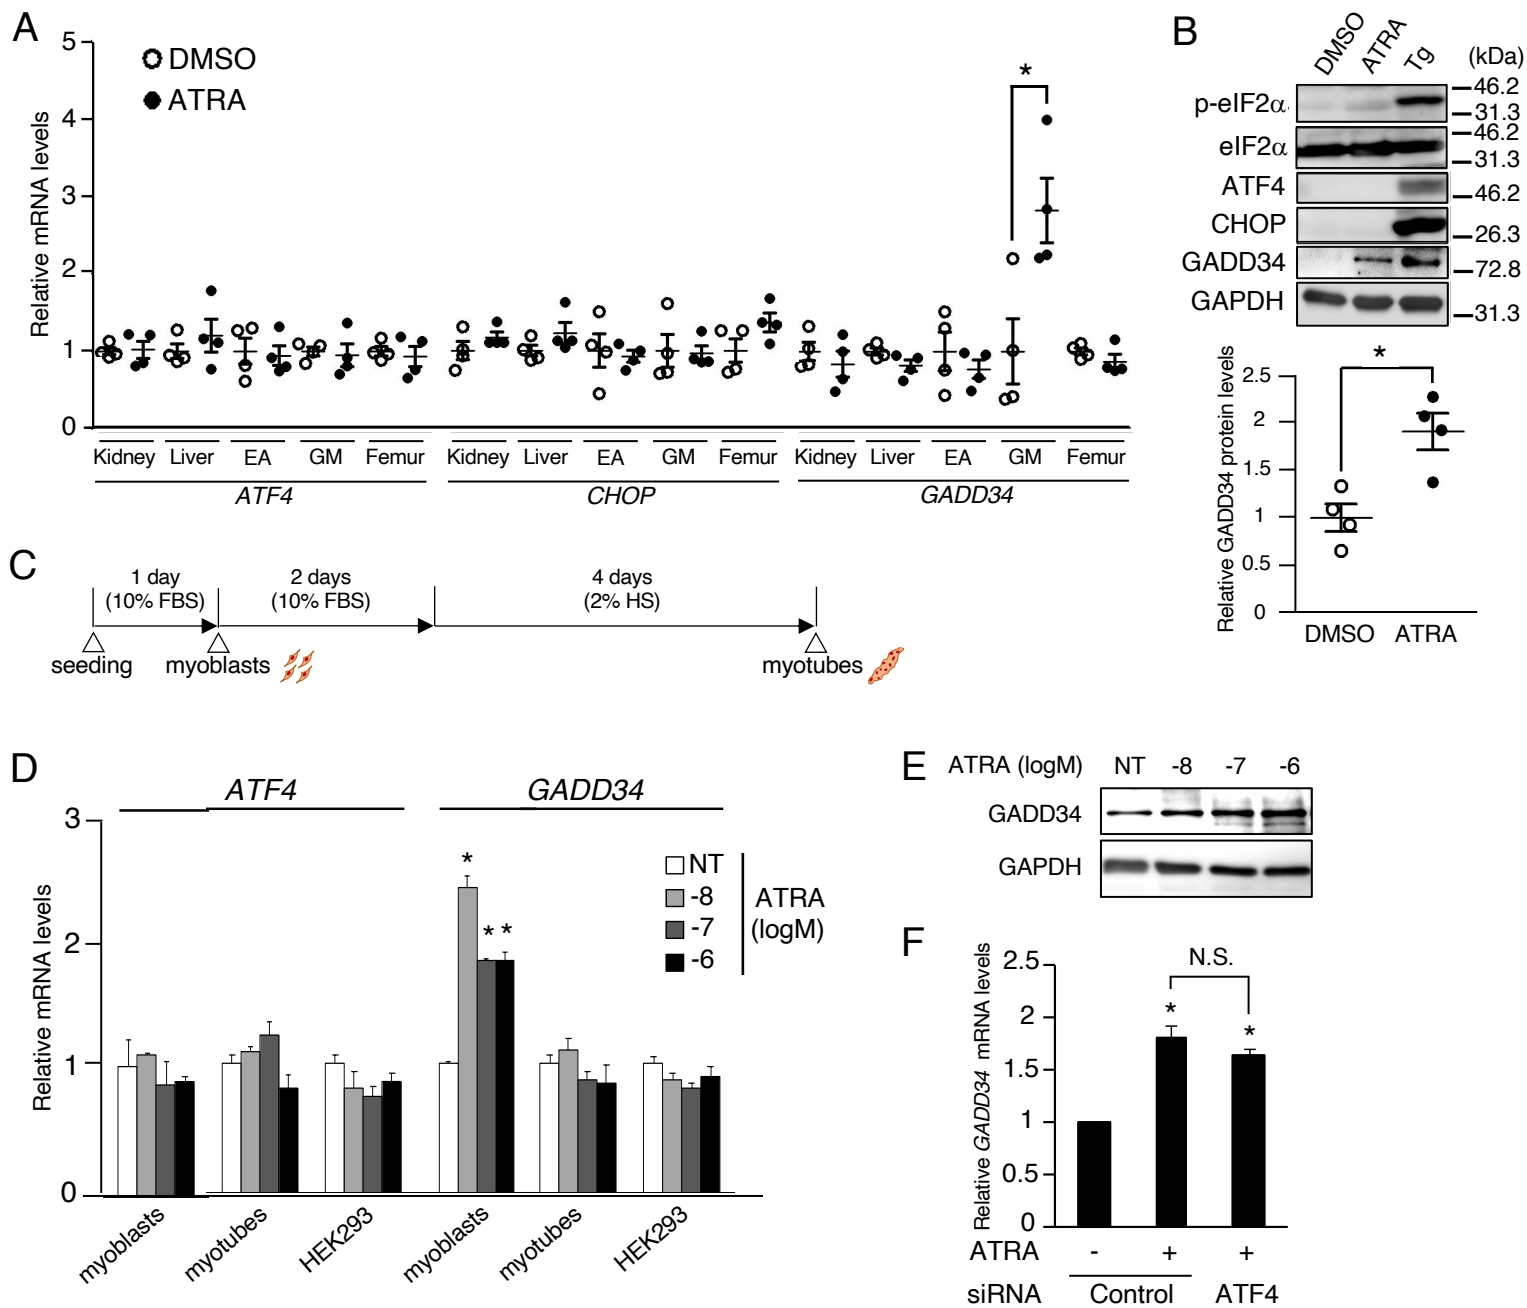 A
5
4
3
2
1
0
Relative mRNA levels
DMSO
ATRA
*
Kidney Liver EA GM Femur Kidney Liver EA GM Femur Kidney Liver EA GM Femur
ATF4 CHOP GADD34
B
DMSO ATRA Tg (kDa)
p-eIF2α 46.2
31.3
eIF2α 46.2
31.3
ATF4 46.2
CHOP 26.3
GADD34 72.8
GAPDH 31.3
Relative GADD34 protein levels
2.5
2
1.5
1
0.5
0
*
DMSO ATRA
C
1 day 2 days 4 days
(10% FBS) (10% FBS) (2% HS)
seeding myoblasts myotubes
D
ATF4 GADD34
3
2
1
0
Relative mRNA levels
*
* *
NT
-8
-7
-6
ATRA
(logM)
myoblasts myotubes HEK293 myoblasts myotubes HEK293
E
ATRA (logM) NT -8 -7 -6
GADD34
GAPDH
F
Relative GADD34 mRNA levels
2.5
2
1.5
1
0.5
0
N.S.
* *
ATRA - + +
siRNA Control ATF4